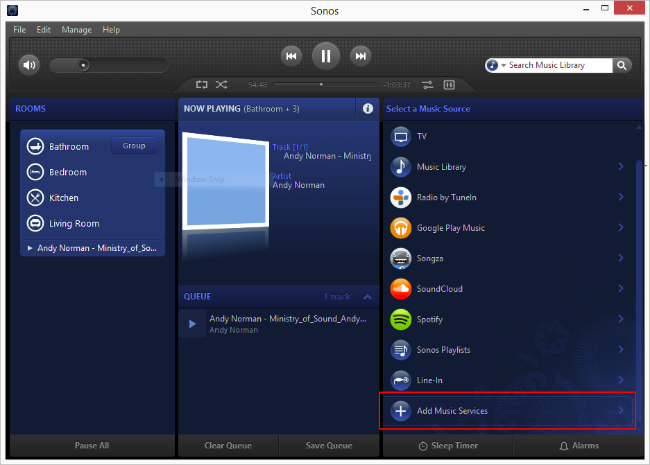 Sonos
File Edit Manage Help
54:48 -1:03:37
Search Music Library
ROOMS
Bathroom Group
Bedroom
Kitchen
Living Room
Andy Norman - Ministry_of_So...
NOW PLAYING (Bathroom + 3)
Track [1/1]
Andy Norman - Ministry
Window Snip
Artist
Andy Norman
QUEUE 1 track
Andy Norman - Ministry_of_Sound_Andy...
Andy Norman
Select a Music Source
TV
Music Library
Radio by TuneIn
Google Play Music
Songza
SoundCloud
Spotify
Sonos Playlists
Line-In
Add Music Services
Pause All Clear Queue Save Queue Sleep Timer Alarms